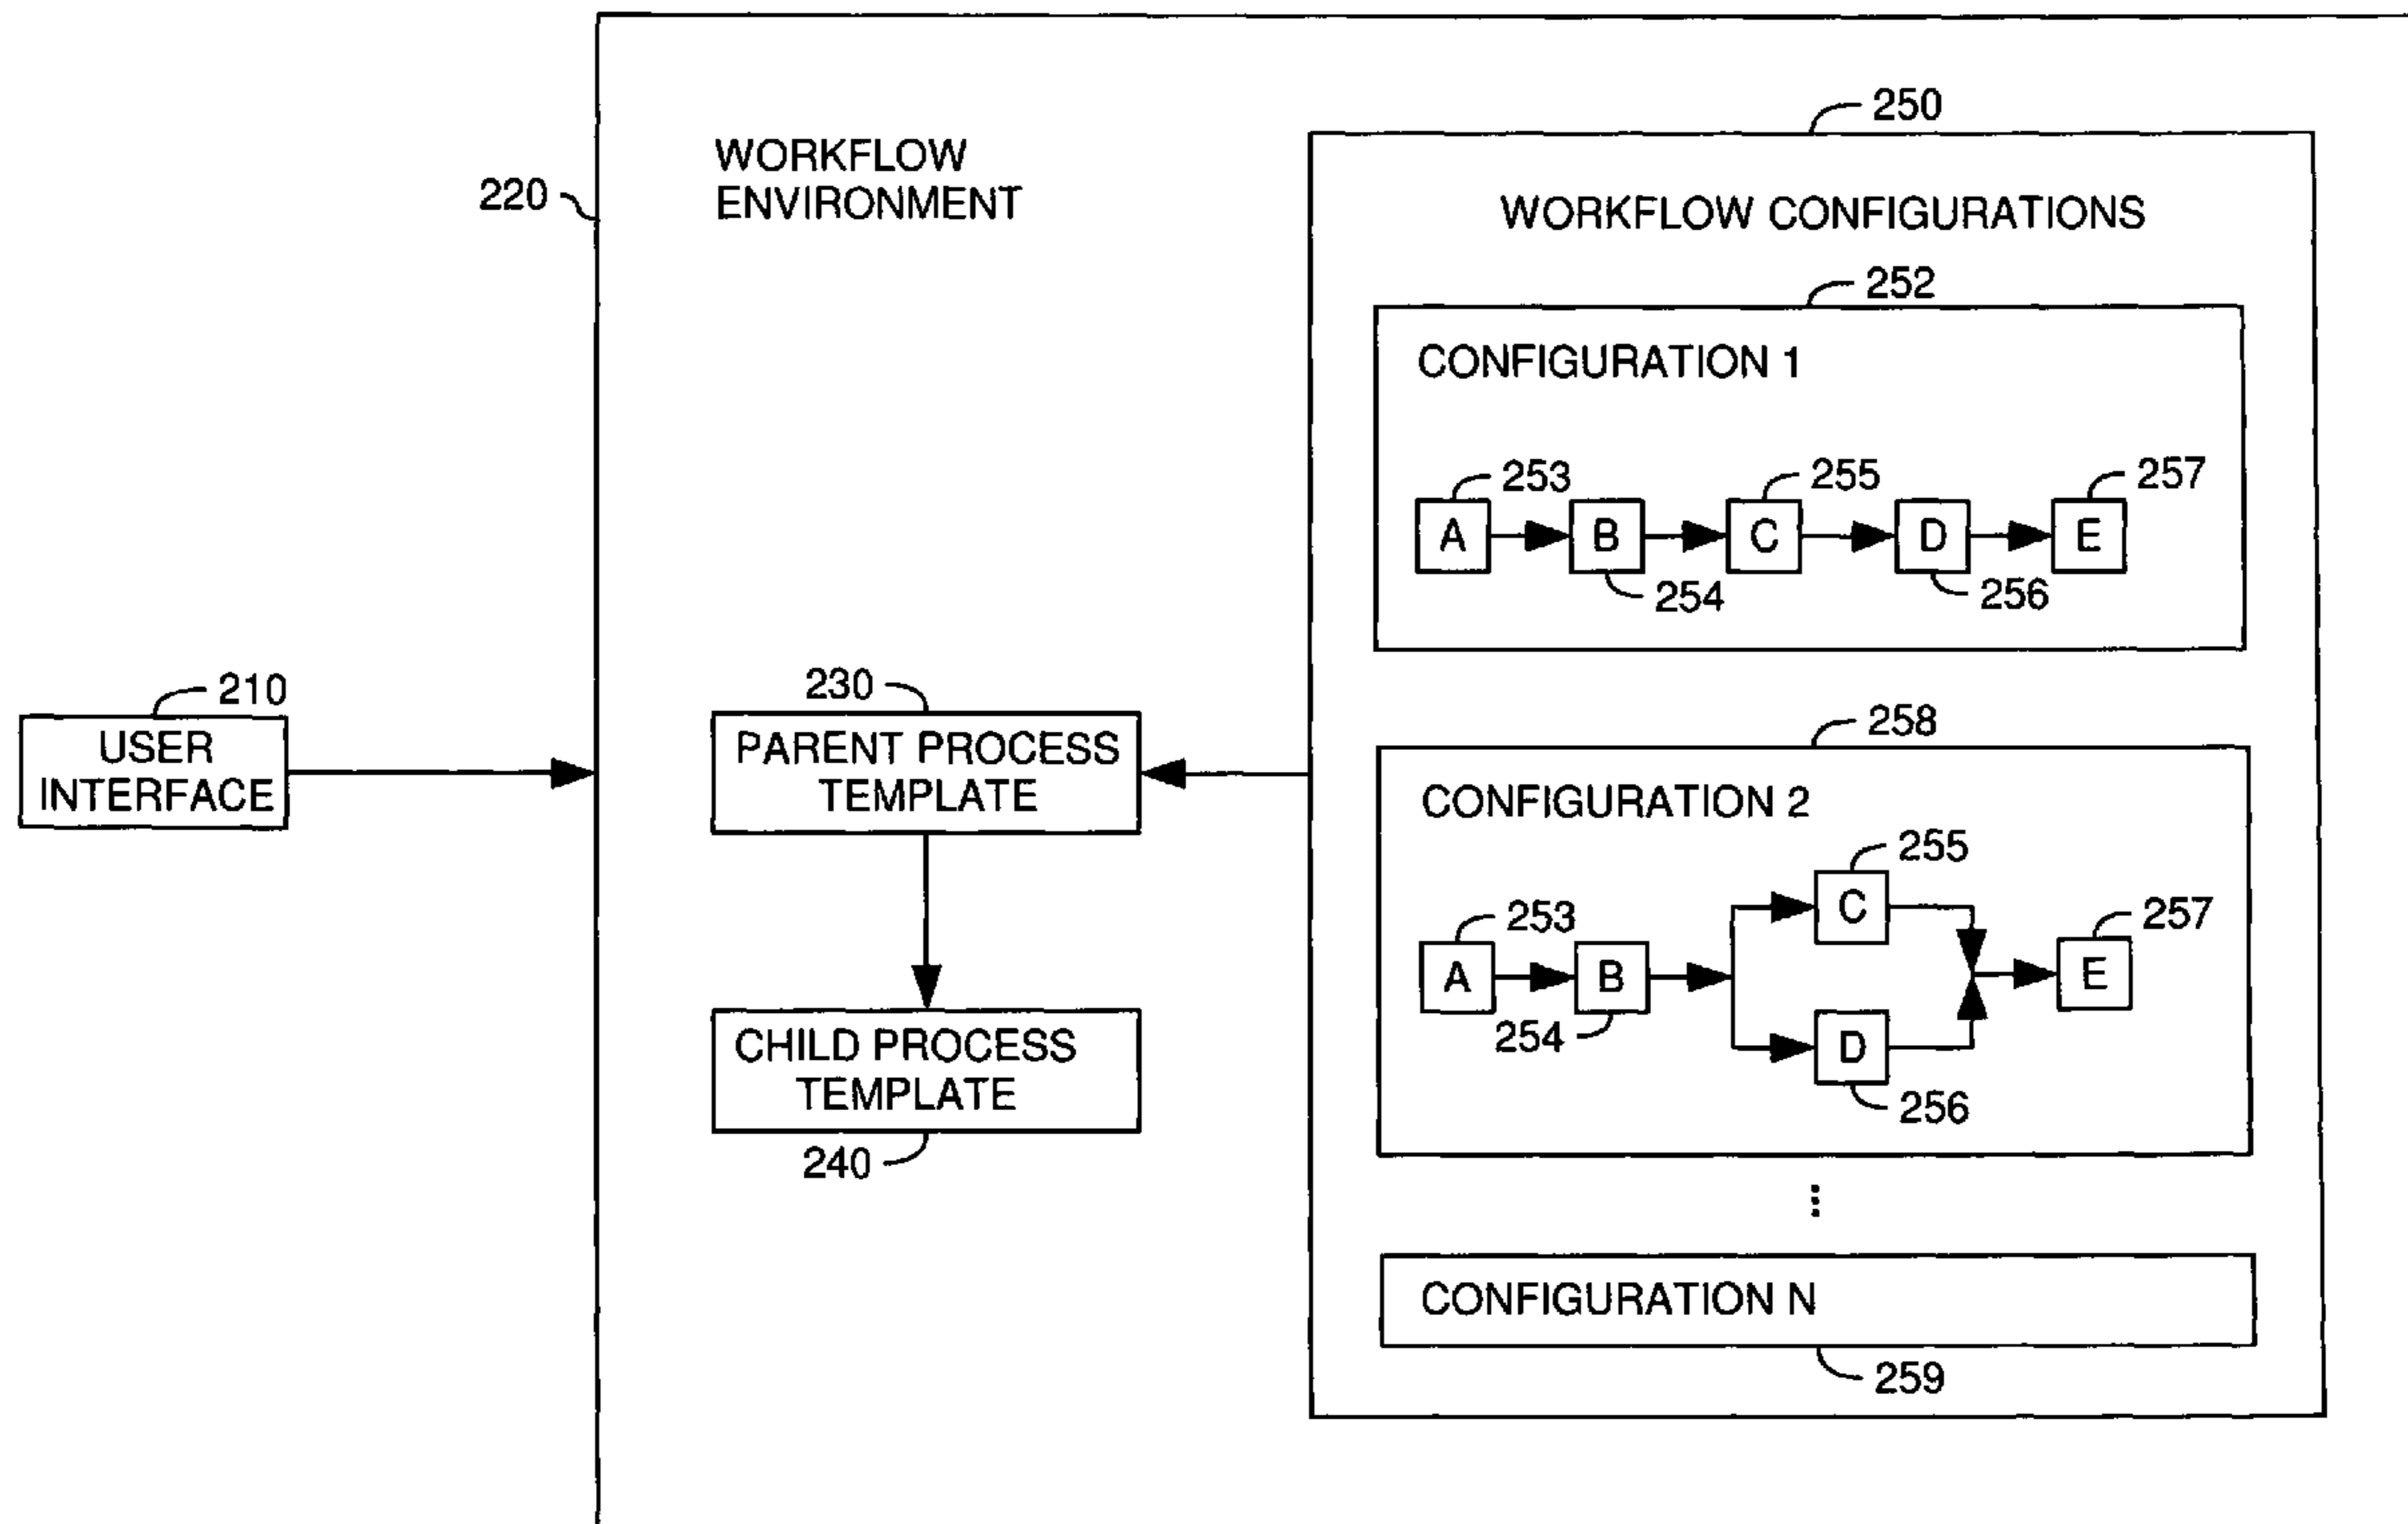 250
WORKFLOW
ENVIRONMENT
220
WORKFLOW CONFIGURATIONS
252
CONFIGURATION 1
253
255
257
A
B
C
D
E
254
256
210
USER
INTERFACE
230
PARENT PROCESS
TEMPLATE
258
CONFIGURATION 2
255
C
253
257
A
B
E
254
D
256
CHILD PROCESS
TEMPLATE
240
...
CONFIGURATION N
259